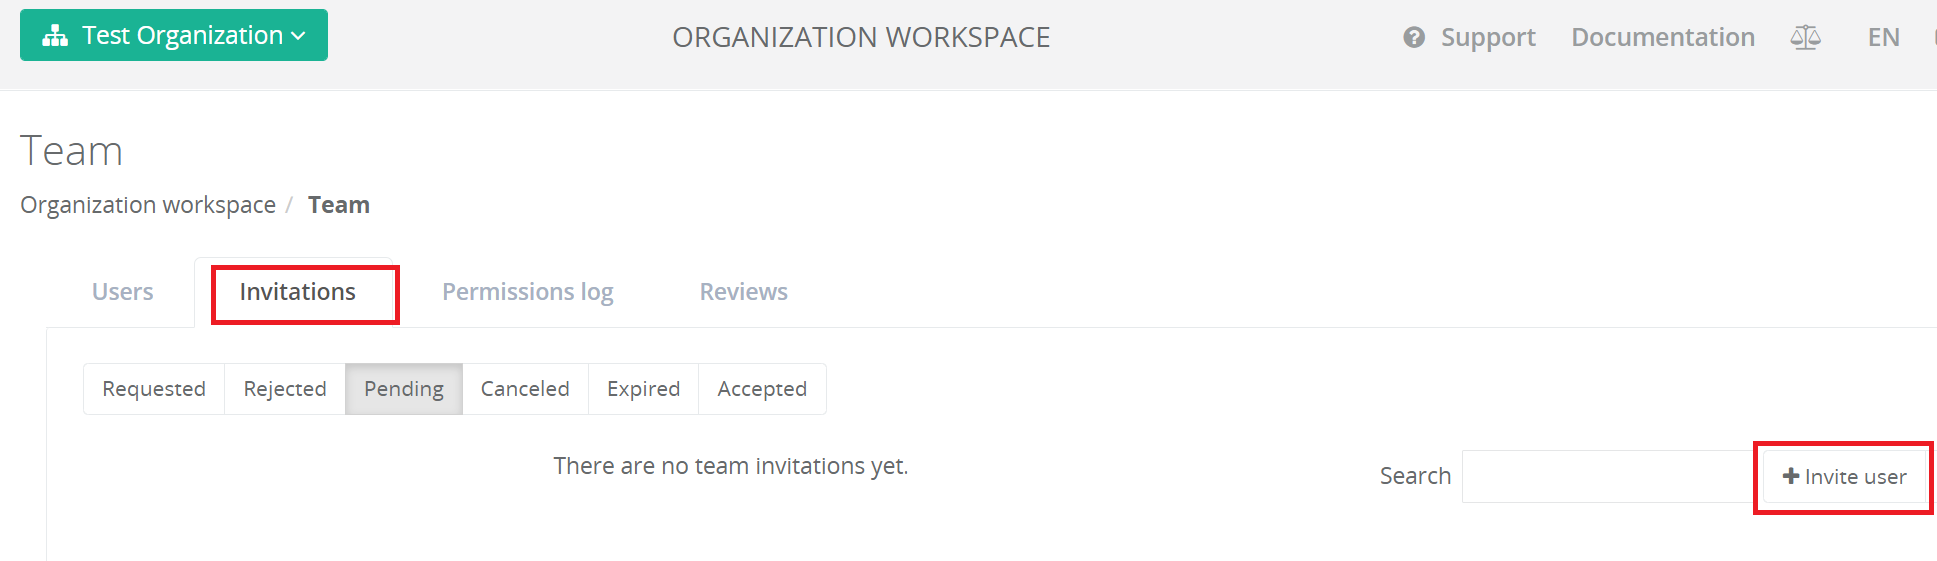 Test Organization
ORGANIZATION WORKSPACE
Support
Documentation
EN
Team
Organization workspace / Team
Users
Invitations
Permissions log
Reviews
Requested
Rejected
Pending
Canceled
Expired
Accepted
There are no team invitations yet.
Search
Invite user